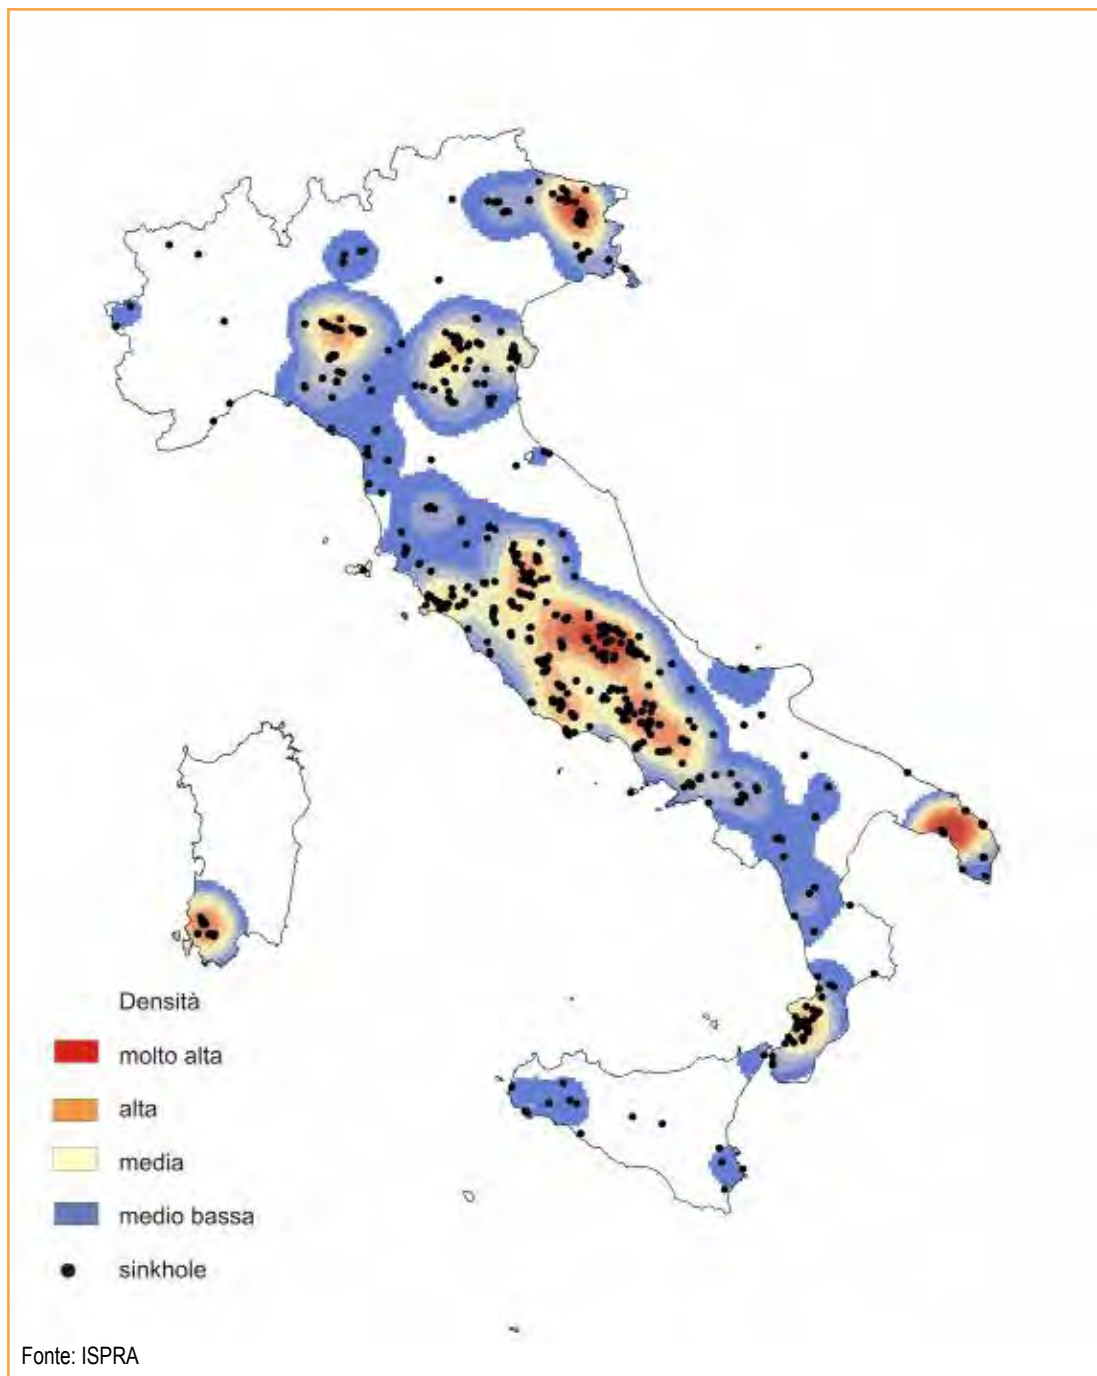 Densità
molto alta
alta
media
medio bassa
sinkhole
Fonte: ISPRA